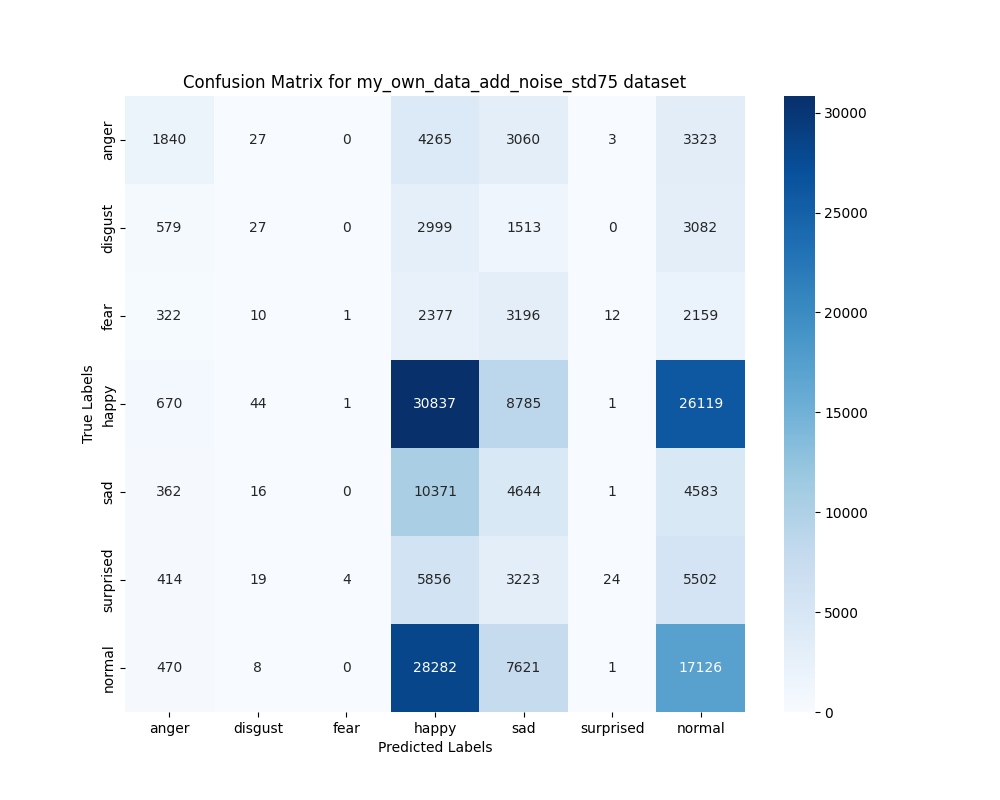 Confusion Matrix for my_own_data_add_noise_std75 dataset
True Labels
anger 1840 27 0 4265 3060 3 3323
disgust 579 27 0 2999 1513 0 3082
fear 322 10 1 2377 3196 12 2159
happy 670 44 1 30837 8785 1 26119
sad 362 16 0 10371 4644 1 4583
surprised 414 19 4 5856 3223 24 5502
normal 470 8 0 28282 7621 1 17126
anger disgust fear happy sad surprised normal
Predicted Labels
30000
25000
20000
15000
10000
5000
0